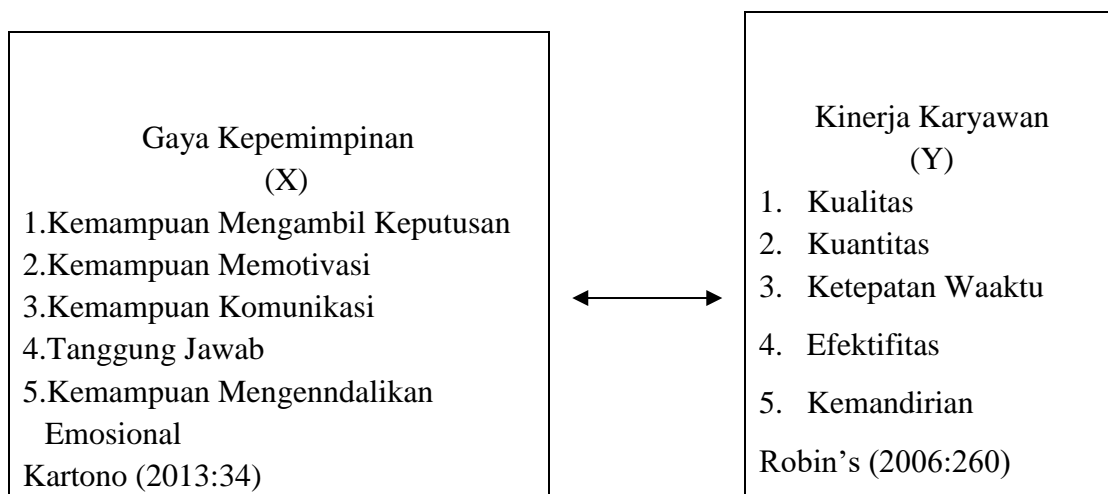 Gaya Kepemimpinan
(X)
1.Kemampuan Mengambil Keputusan
2.Kemampuan Memotivasi
3.Kemampuan Komunikasi
4.Tanggung Jawab
5.Kemampuan Mengenndalikan
Emosional
Kartono (2013:34)
Kinerja Karyawan
(Y)
1. Kualitas
2. Kuantitas
3. Ketepatan Waaktu
4. Efektifitas
5. Kemandirian
Robin’s (2006:260)